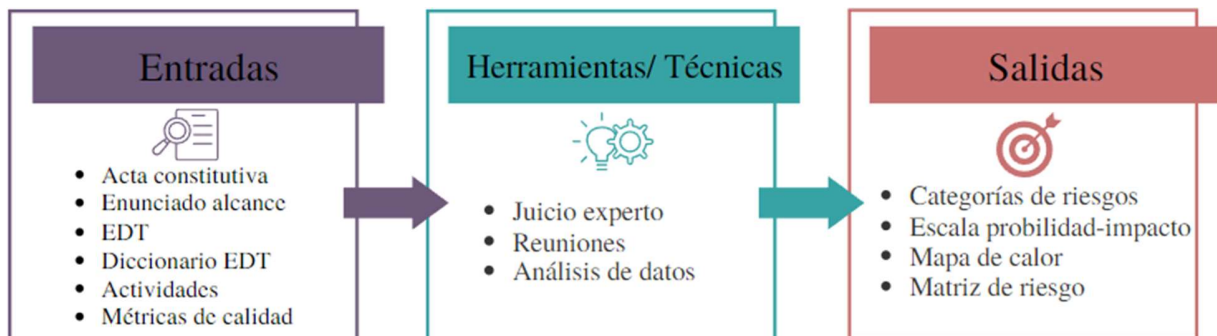 Entradas
• Acta constitutiva
• Enunciado alcance
• EDT
• Diccionario EDT
• Actividades
• Métricas de calidad
Herramientas/ Técnicas
• Juicio experto
• Reuniones
• Análisis de datos
Salidas
• Categorías de riesgos
• Escala probilidad-impacto
• Mapa de calor
• Matriz de riesgo